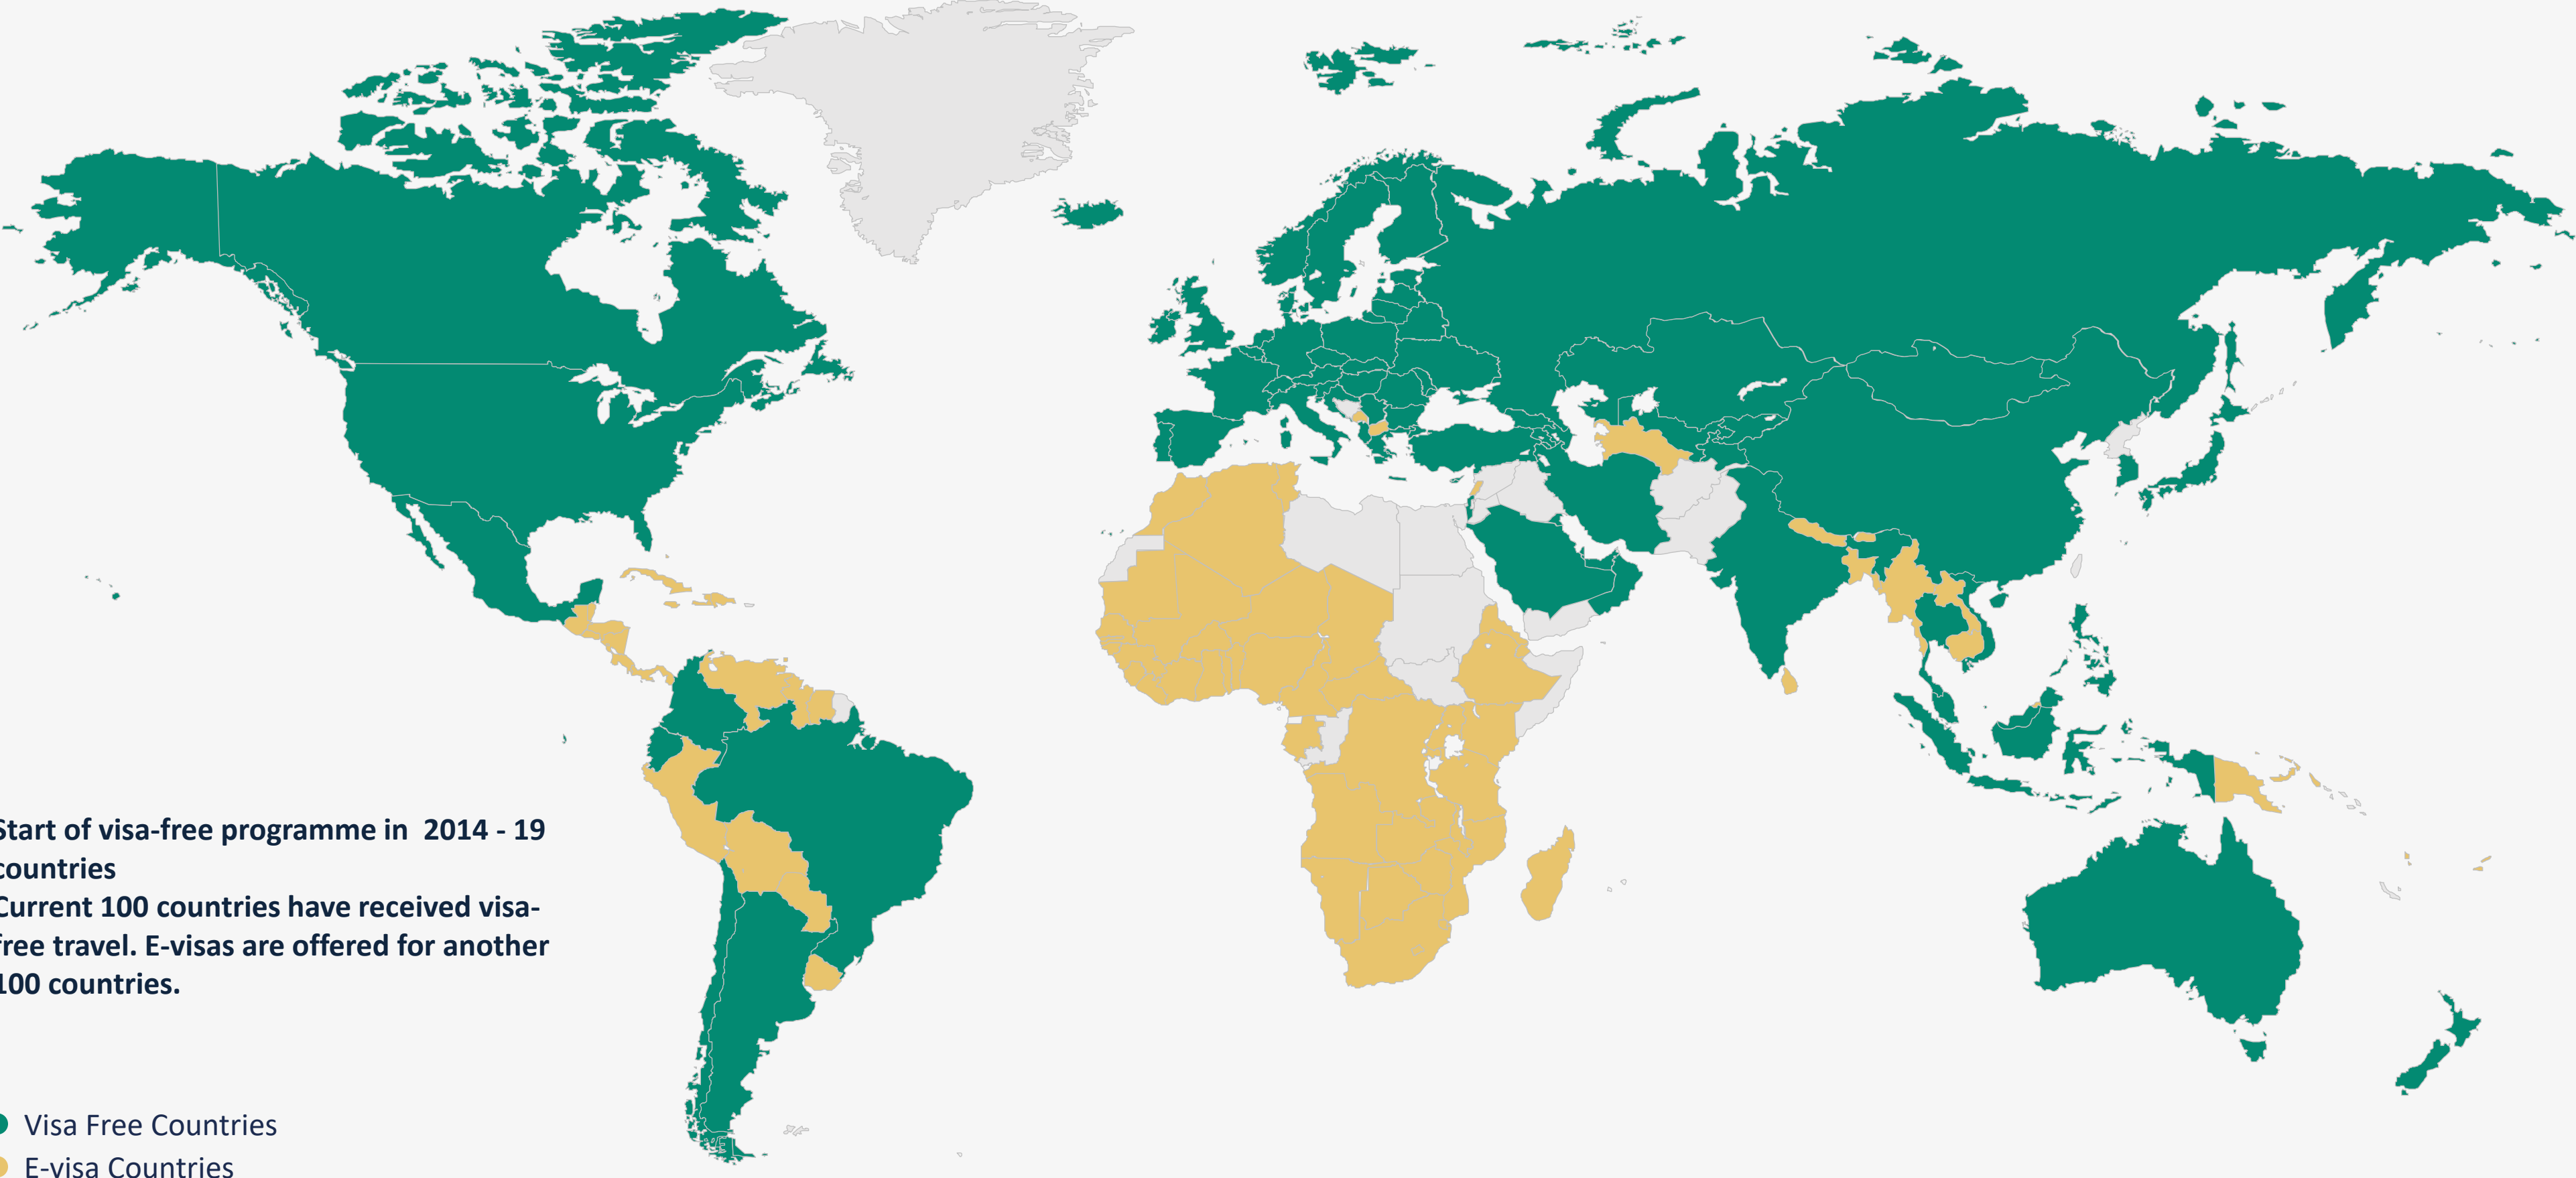 Start of visa-free programme in 2014 - 19
countries
Current 100 countries have received visa-
free travel. E-visas are offered for another
100 countries.
Visa Free Countries
E-visa Countries